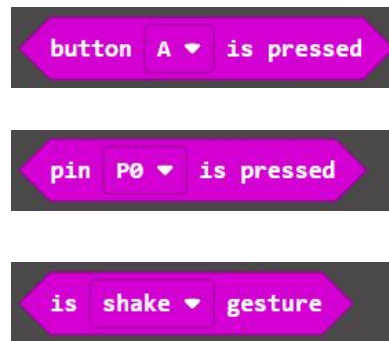 button A is pressed
pin P0 is pressed
is shake gesture